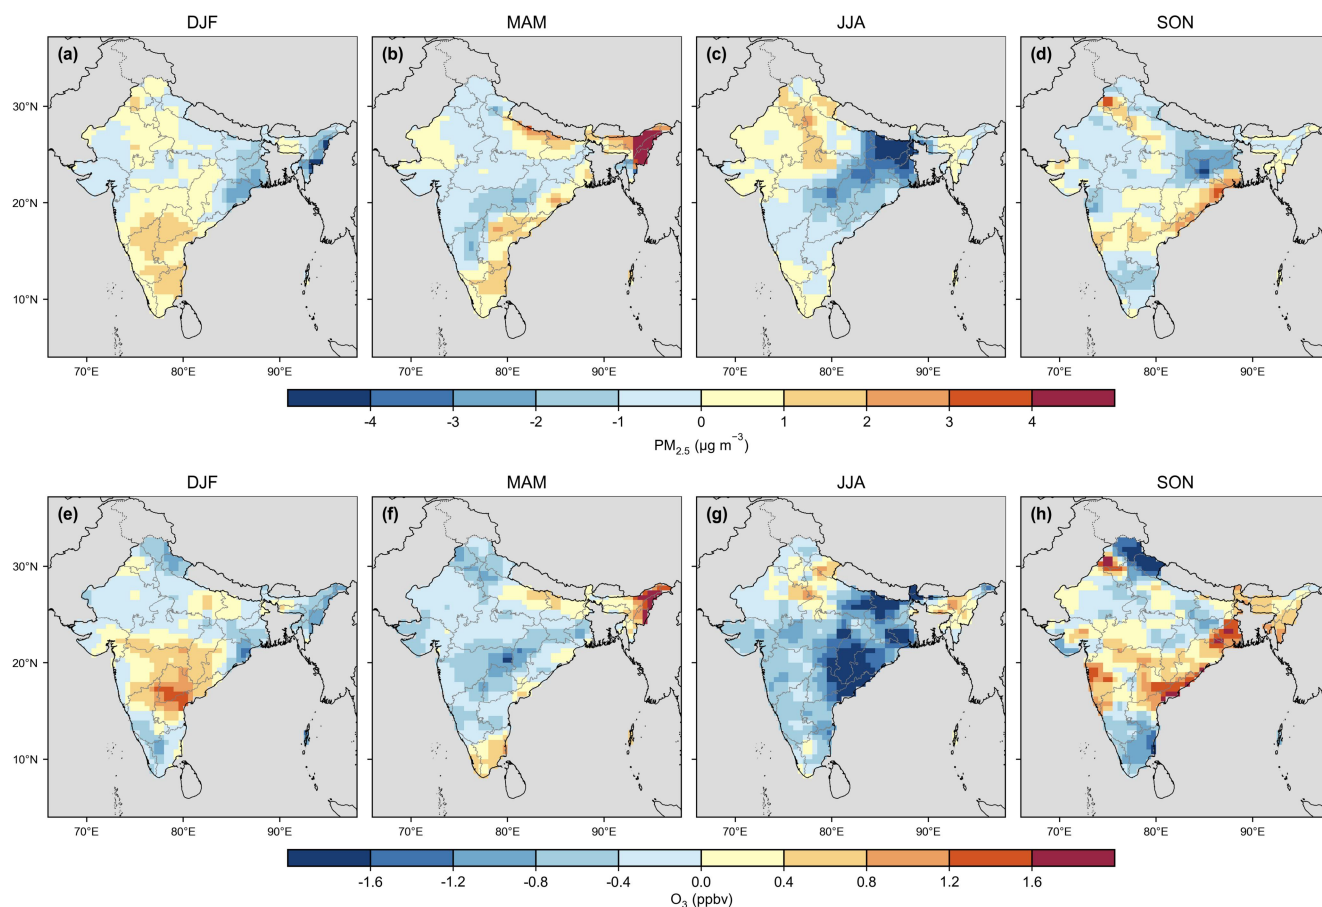 DJF MAM JJA SON
(a) (b) (c) (d)
30°N
20°N
10°N
70°E 80°E 90°E 70°E 80°E 90°E 70°E 80°E 90°E 70°E 80°E 90°E
-4 -3 -2 -1 0 1 2 3 4
PM2.5 (µg m−3)
DJF MAM JJA SON
(e) (f) (g) (h)
30°N
20°N
10°N
70°E 80°E 90°E 70°E 80°E 90°E 70°E 80°E 90°E 70°E 80°E 90°E
-1.6 -1.2 -0.8 -0.4 0.0 0.4 0.8 1.2 1.6
O3 (ppbv)